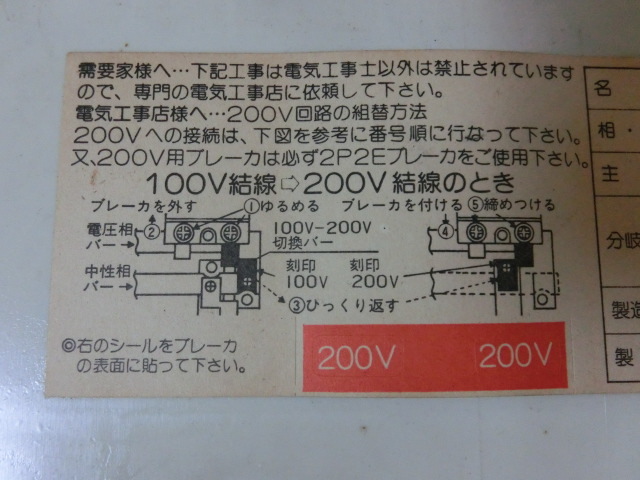 需要家様へ…下記工事は電気工事士以外は禁止されています
ので、専門の電気工事店に依頼して下さい。
電気工事店様へ…200V回路の組替方法
200Vへの接続は、下図を参考に番号順に行なって下さい。
又、200V用ブレーカは必ず2P2Eブレーカをご使用下さい。
100V結線⇨200V結線のとき
ブレーカを外す ①ゆるめる ブレーカを付ける ⑤締めつける
電圧相
バー
②
100V-200V
切換バー
④
中性相
バー
刻印
100V
刻印
200V
③ひっくり返す
◎右のシールをブレーカ
の表面に貼って下さい。
200V 200V
名
相・
主
分岐
製造
製